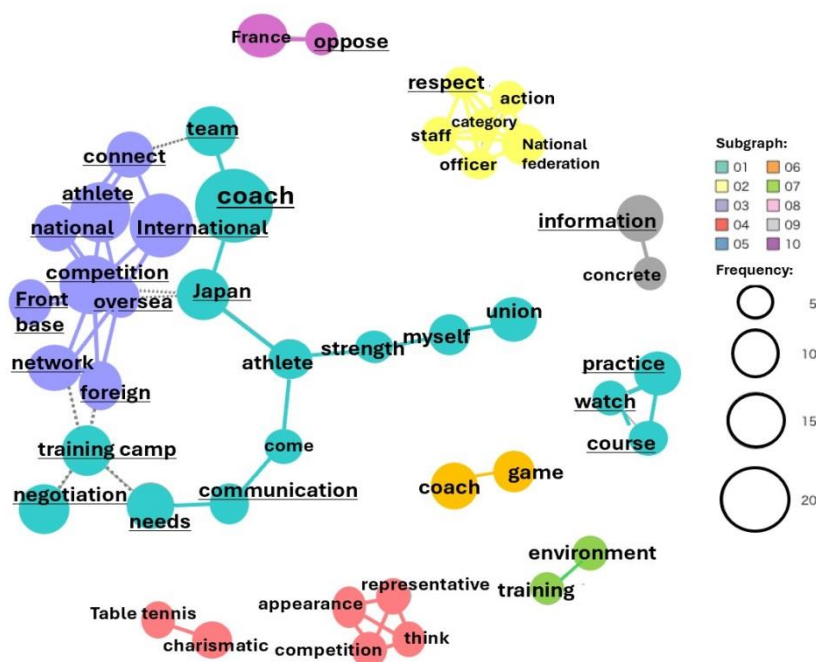 France
oppose
team
connect
athlete
national
coach
International
competition
Front
base
oversea
Japan
network
foreign
athlete
strength
myself
union
training camp
come
negotiation
needs
communication
respect
action
category
staff
officer
National
federation
information
concrete
practice
watch
course
coach
game
environment
training
Table tennis
charismatic
appearance
representative
competition
think
Subgraph:
01
06
02
07
03
08
04
09
05
10
Frequency:
5
10
15
20